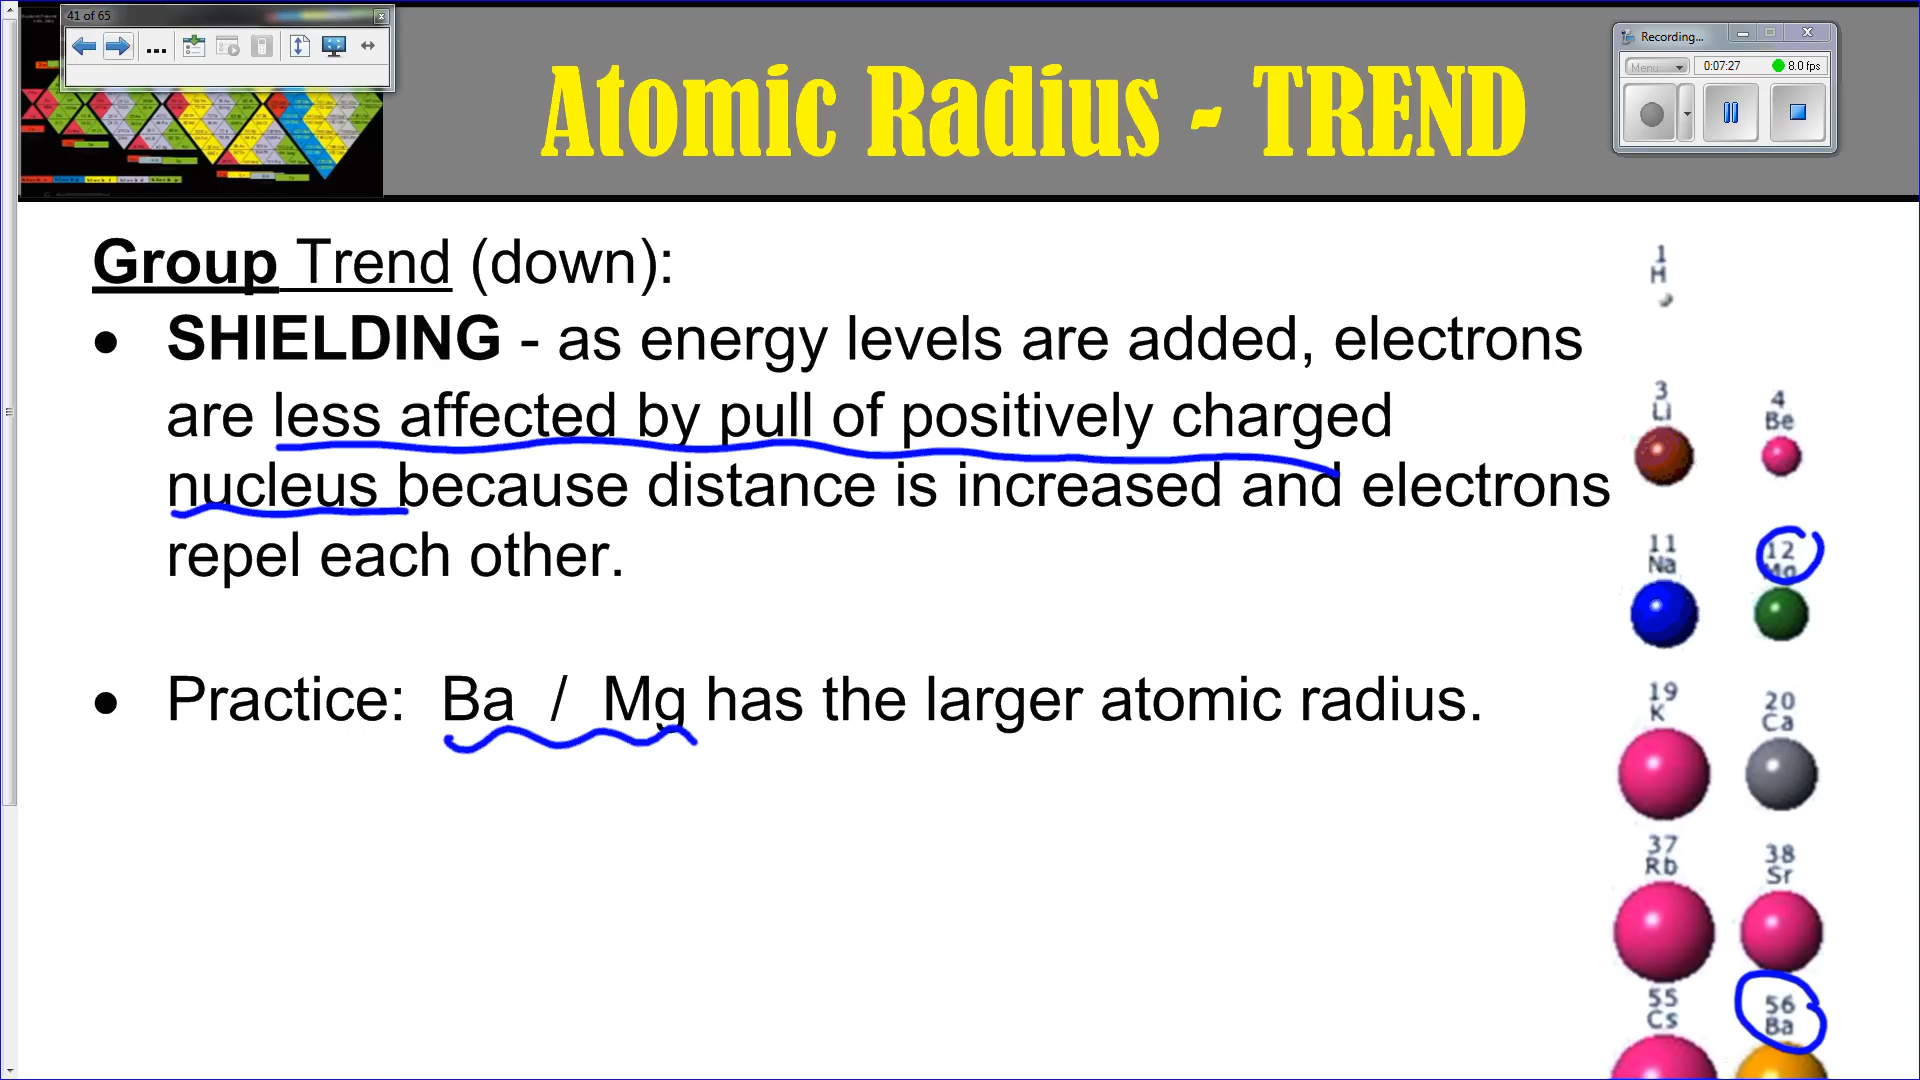 41 of 65
Recording...
Menu
0:07:27
8.0 fps
Atomic Radius - TREND
Group Trend (down):
• SHIELDING - as energy levels are added, electrons
are less affected by pull of positively charged
nucleus because distance is increased and electrons
repel each other.
• Practice: Ba / Mg has the larger atomic radius.
1
H
3
Li
4
Be
11
Na
12
Mg
19
K
20
Ca
37
Rb
38
Sr
55
Cs
56
Ba